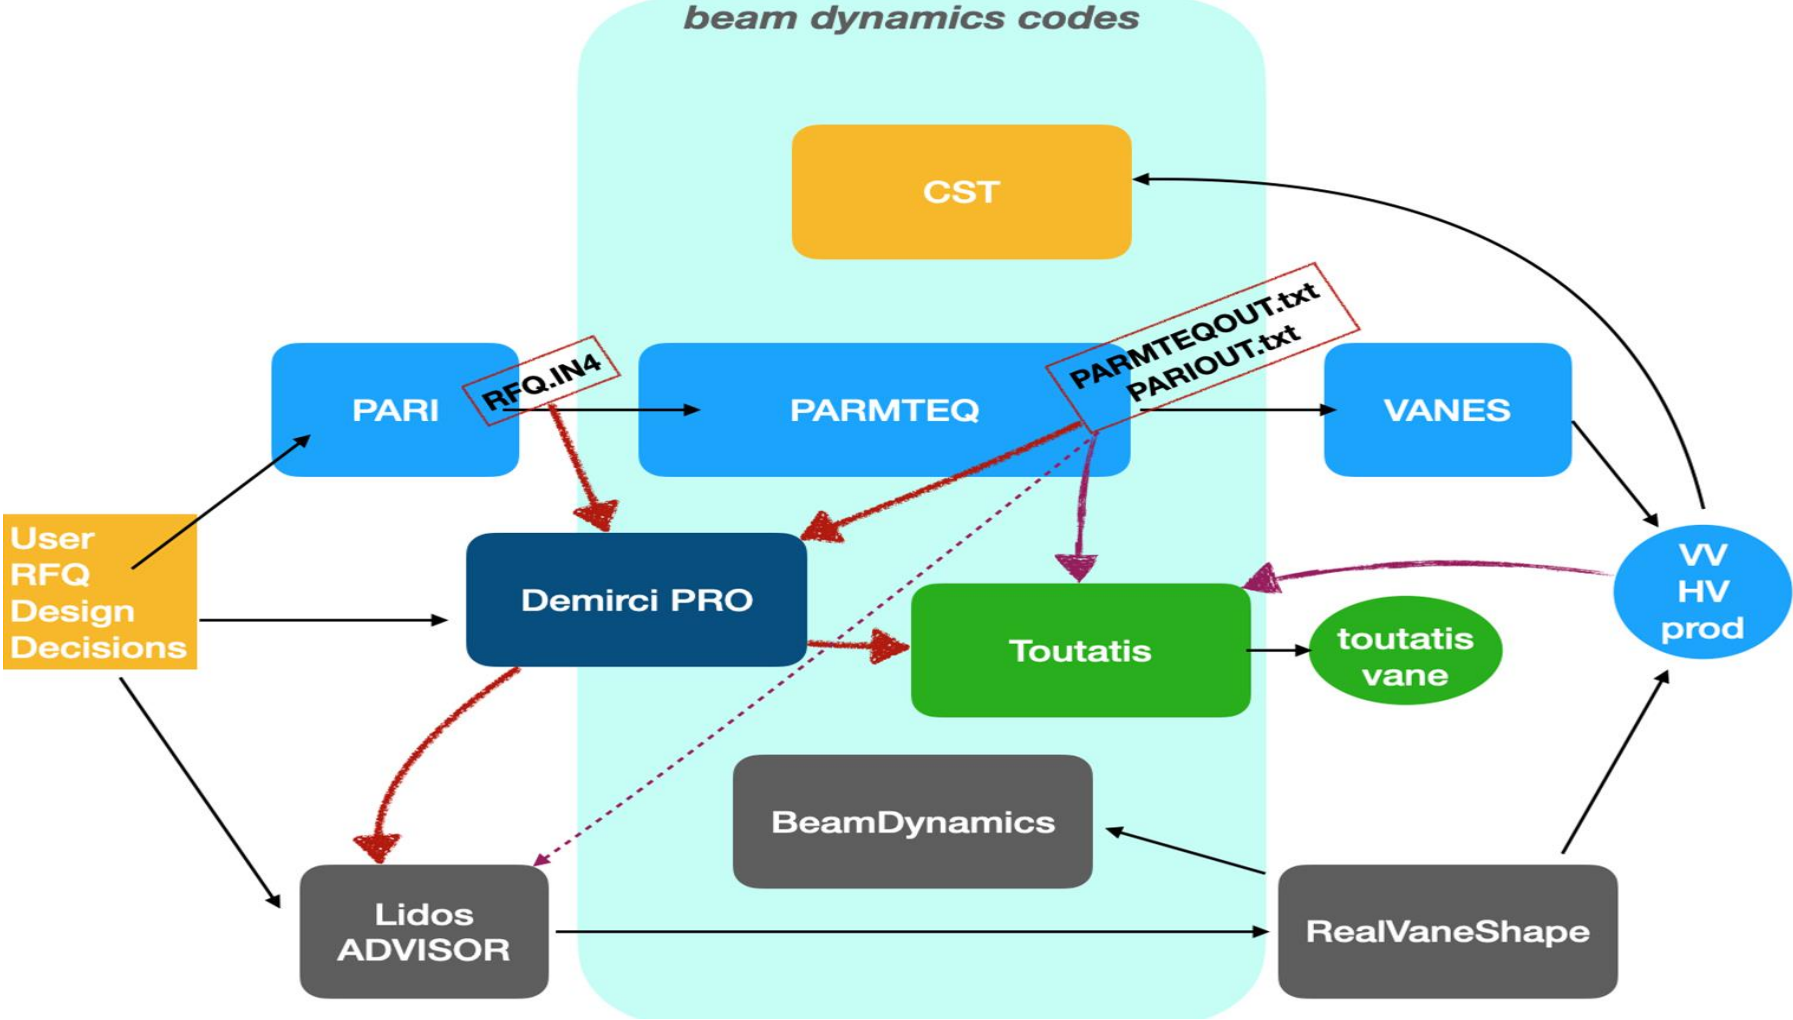 beam dynamics codes
CST
PARMTEQOUT.txt
PARIOUT.txt
RFQ.IN4
PARI
PARMTEQ
VANES
User
RFQ
Design
Decisions
Demirci PRO
Toutatis
toutatis
vane
VV
HV
prod
BeamDynamics
Lidos
ADVISOR
RealVaneShape